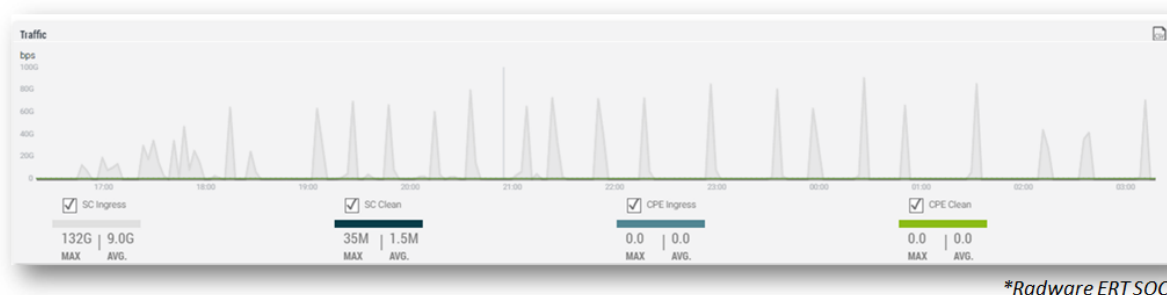 Traffic
bps
100G
80G
60G
40G
20G
0
17:00 18:00 19:00 20:00 21:00 22:00 23:00 00:00 01:00 02:00 03:00
SC Ingress SC Clean CPE Ingress CPE Clean
132G | 9.0G 35M | 1.5M 0.0 | 0.0 0.0 | 0.0
MAX AVG. MAX AVG. MAX AVG. MAX AVG.
*Radware ERT SOC